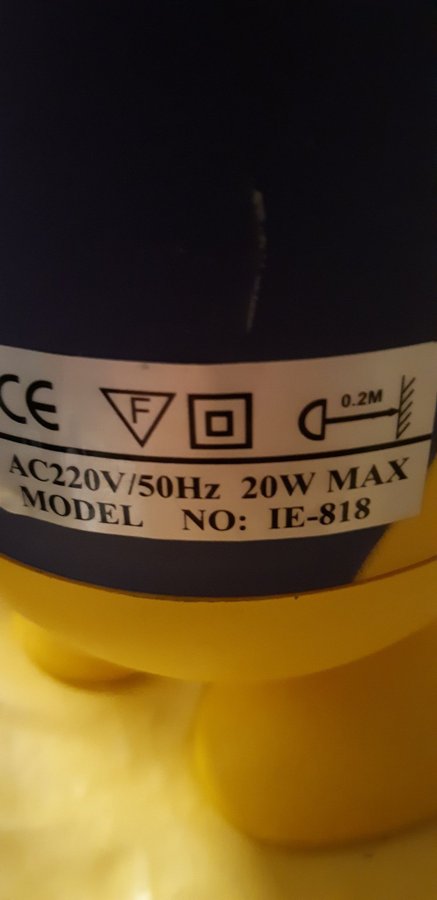 CE F 0.2M
AC220V/50Hz 20W MAX
MODEL NO: IE-818